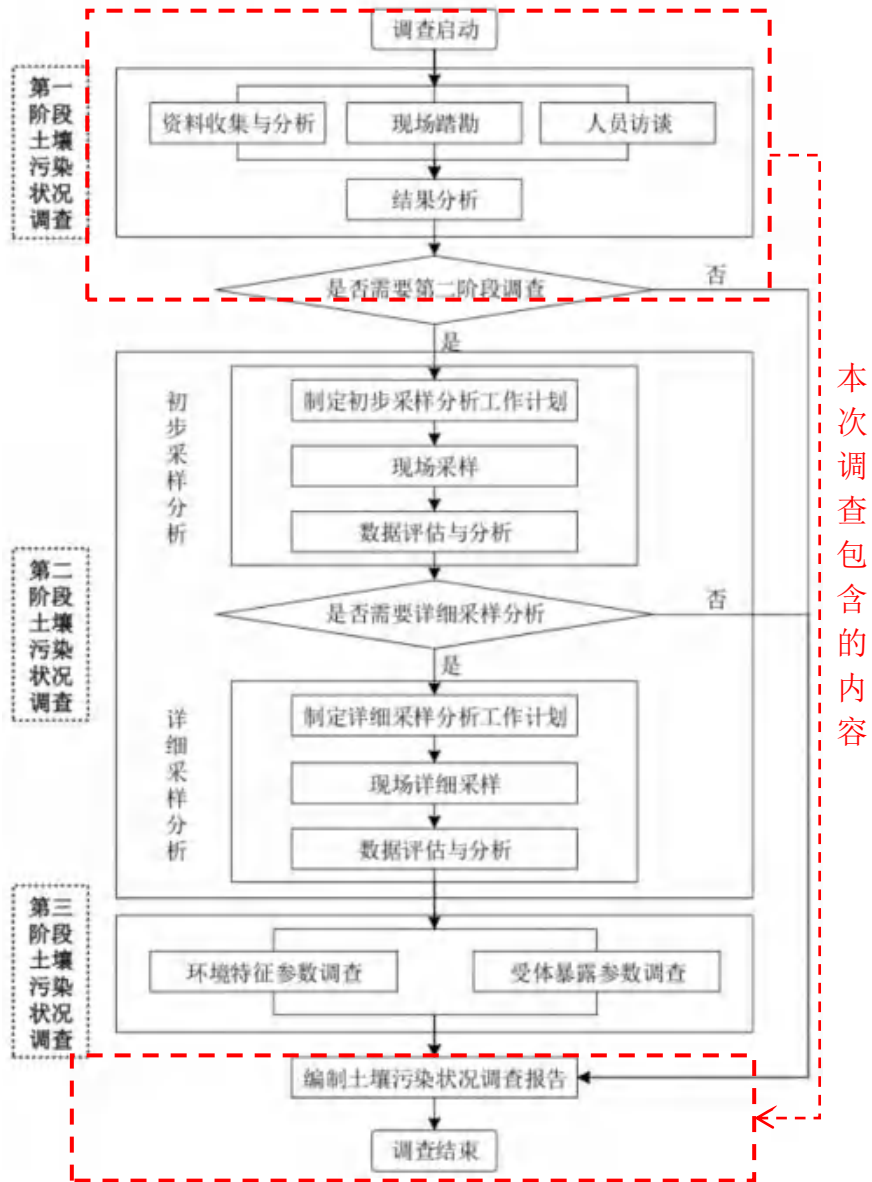 调查启动
第一
阶段
土壤
污染
状况
调查
资料收集与分析
现场踏勘
人员访谈
结果分析
是否需要第二阶段调查
否
是
初步采样分析
制定初步采样分析工作计划
现场采样
数据评估与分析
第二
阶段
土壤
污染
状况
调查
是否需要详细采样分析
否
是
详细采样分析
制定详细采样分析工作计划
现场详细采样
数据评估与分析
第三
阶段
土壤
污染
状况
调查
环境特征参数调查
受体暴露参数调查
编制土壤污染状况调查报告
调查结束
本次调查包含的内容